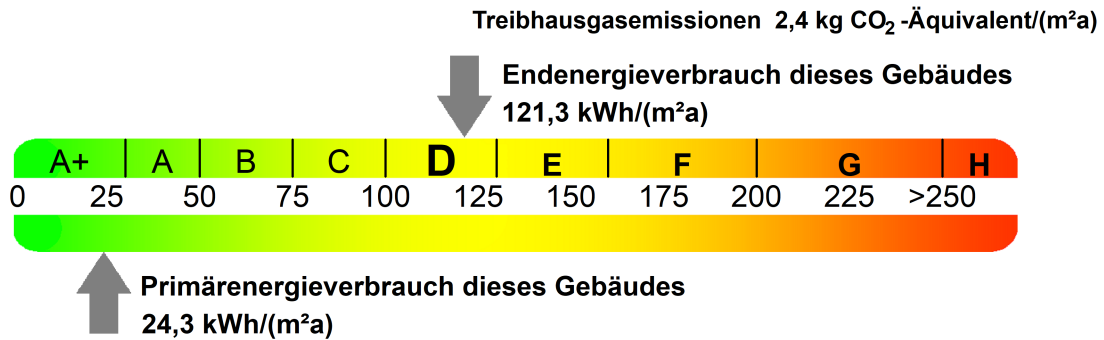 Treibhausgasemissionen 2,4 kg CO₂ -Äquivalent/(m²a)
Endenergieverbrauch dieses Gebäudes
121,3 kWh/(m²a)
A+ A B C D E F G H
0 25 50 75 100 125 150 175 200 225 >250
Primärenergieverbrauch dieses Gebäudes
24,3 kWh/(m²a)